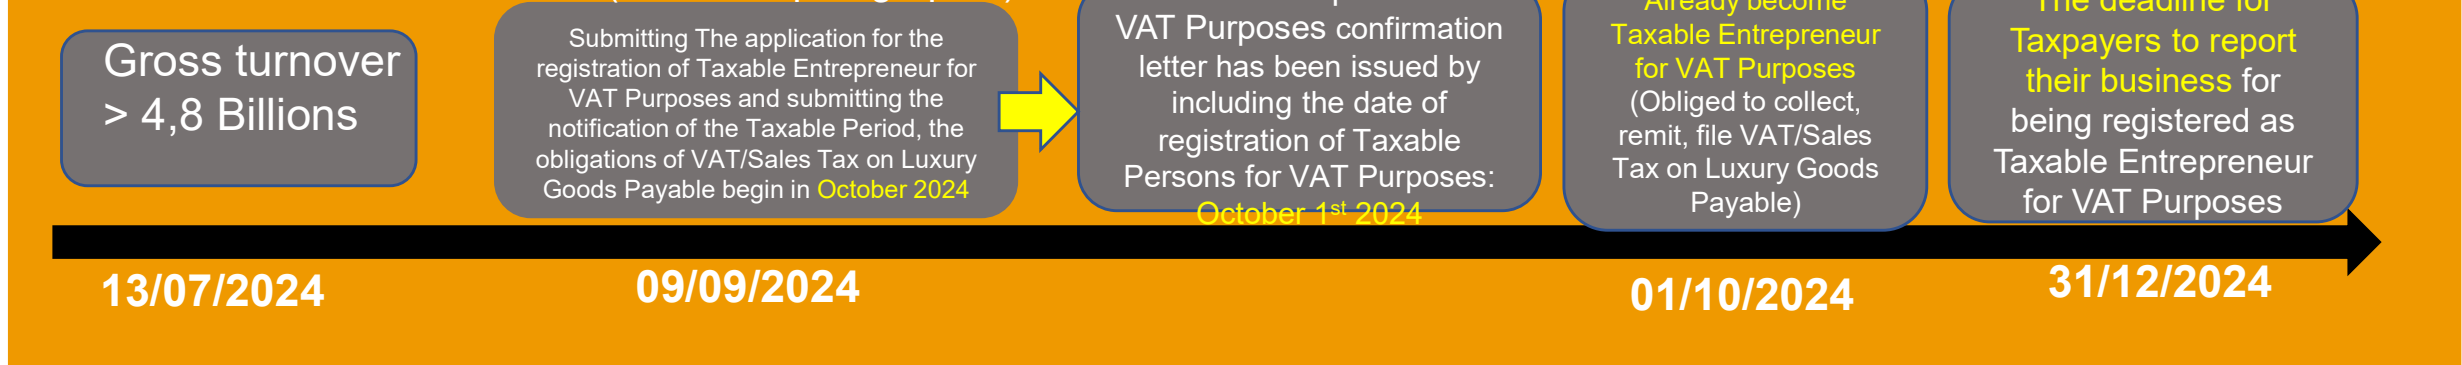 Gross turnover
> 4,8 Billions
Submitting The application for the
registration of Taxable Entrepreneur for
VAT Purposes and submitting the
notification of the Taxable Period, the
obligations of VAT/Sales Tax on Luxury
Goods Payable begin in October 2024
VAT Purposes confirmation
letter has been issued by
including the date of
registration of Taxable
Persons for VAT Purposes:
October 1st 2024
Already become
Taxable Entrepreneur
for VAT Purposes
(Obliged to collect,
remit, file VAT/Sales
Tax on Luxury Goods
Payable)
The deadline for
Taxpayers to report
their business for
being registered as
Taxable Entrepreneur
for VAT Purposes
13/07/2024
09/09/2024
01/10/2024
31/12/2024